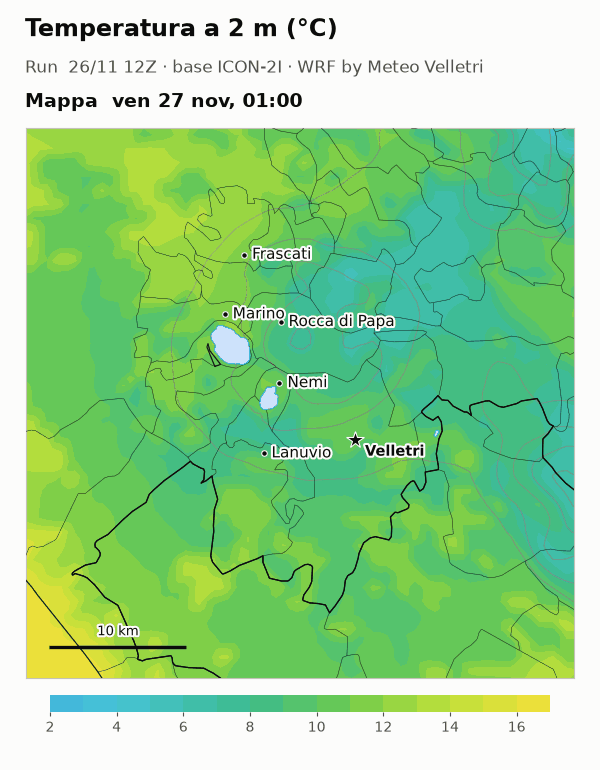 Temperatura a 2 m (°C)
Run  26/11 12Z · base ICON-2I · WRF by Meteo Velletri
Mappa  ven 27 nov, 01:00
Frascati
Marino
Rocca di Papa
Nemi
Velletri
Lanuvio
10 km
2 4 6 8 10 12 14 16